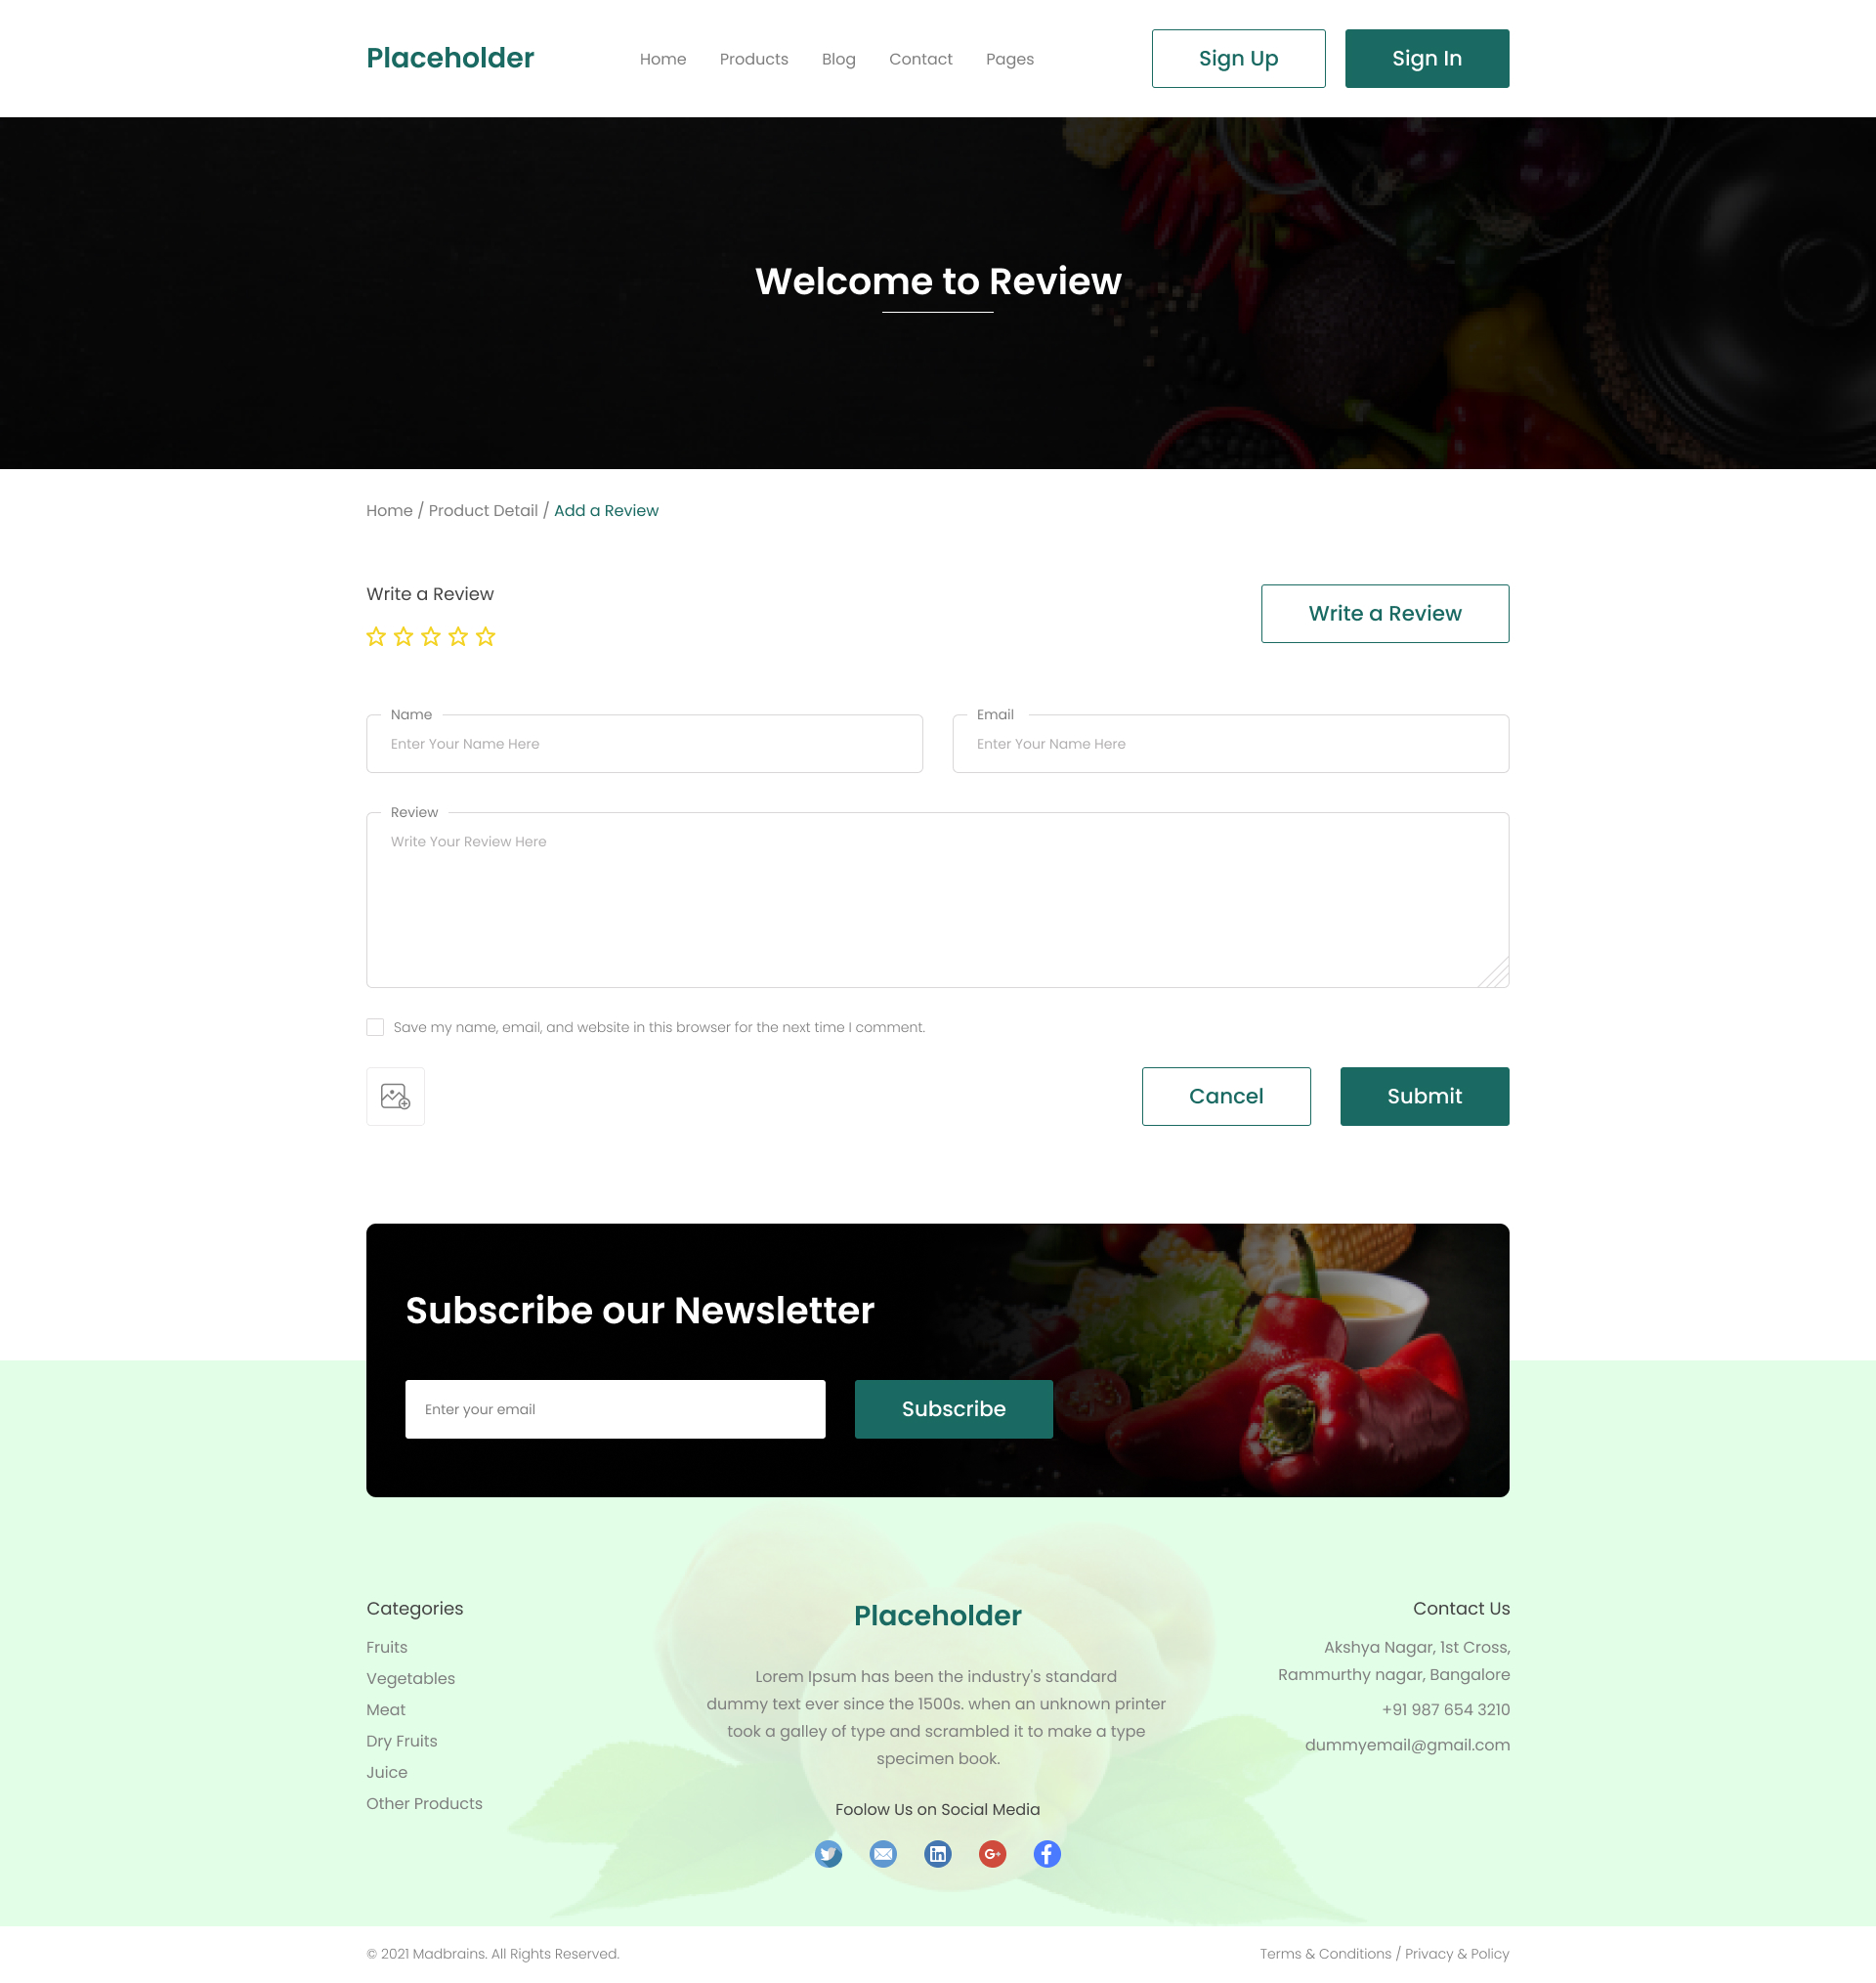 Placeholder
Home Products Blog Contact Pages
Sign Up
Sign In
Welcome to Review
Home / Product Detail / Add a Review
Write a Review
Write a Review
Name
Enter Your Name Here
Email
Enter Your Name Here
Review
Write Your Review Here
Save my name, email, and website in this browser for the next time I comment.
Cancel
Submit
Subscribe our Newsletter
Enter your email
Subscribe
Categories
Fruits
Vegetables
Meat
Dry Fruits
Juice
Other Products
Placeholder
Lorem Ipsum has been the industry's standard
dummy text ever since the 1500s. when an unknown printer
took a galley of type and scrambled it to make a type
specimen book.
Foolow Us on Social Media
Contact Us
Akshya Nagar, 1st Cross,
Rammurthy nagar, Bangalore
+91 987 654 3210
dummyemail@gmail.com
© 2021 Madbrains. All Rights Reserved.
Terms & Conditions / Privacy & Policy